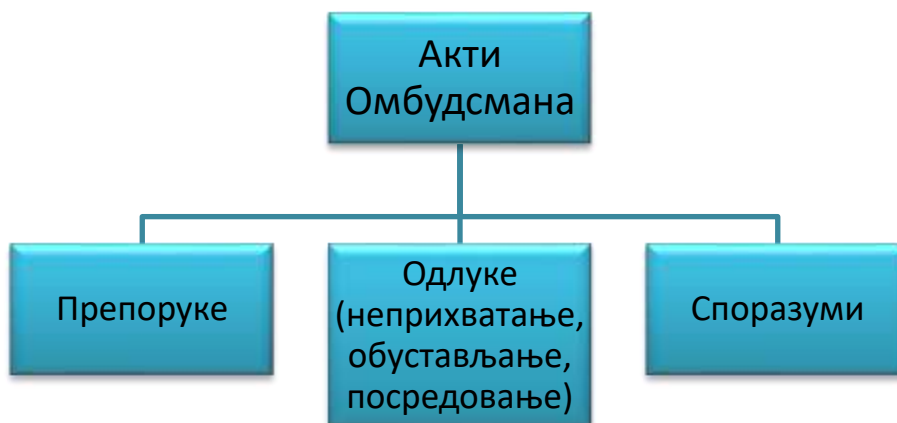 Акти
Омбудсмана
Препоруке
Одлуке
(неприхватање,
обустављање,
посредовање)
Споразуми